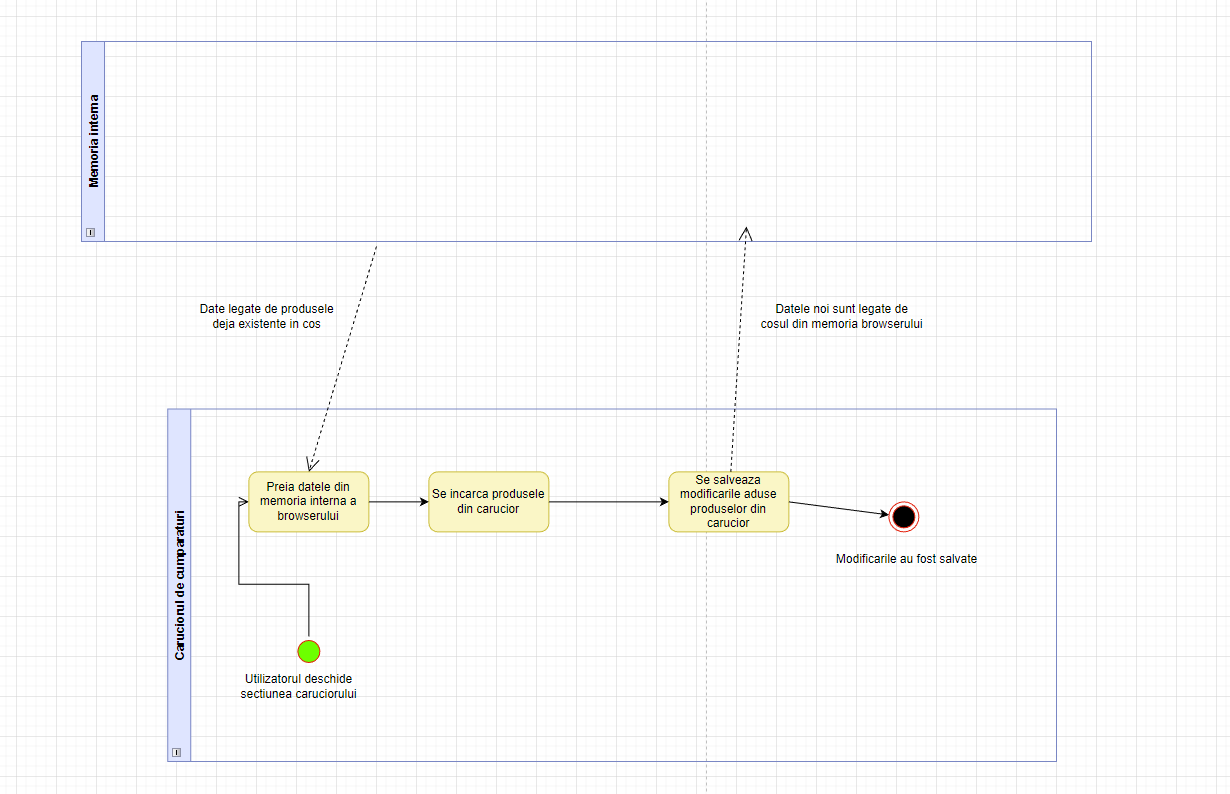 Memoria interna
Date legate de produsele
deja existente in cos
Datele noi sunt legate de
cosul din memoria browserului
Caruciorul de cumparaturi
Preia datele din
memoria interna a
browserului
Se incarca produsele
din carucior
Se salveaza
modificarile aduse
produselor din
carucior
Modificarile au fost salvate
Utilizatorul deschide
sectiunea caruciorului